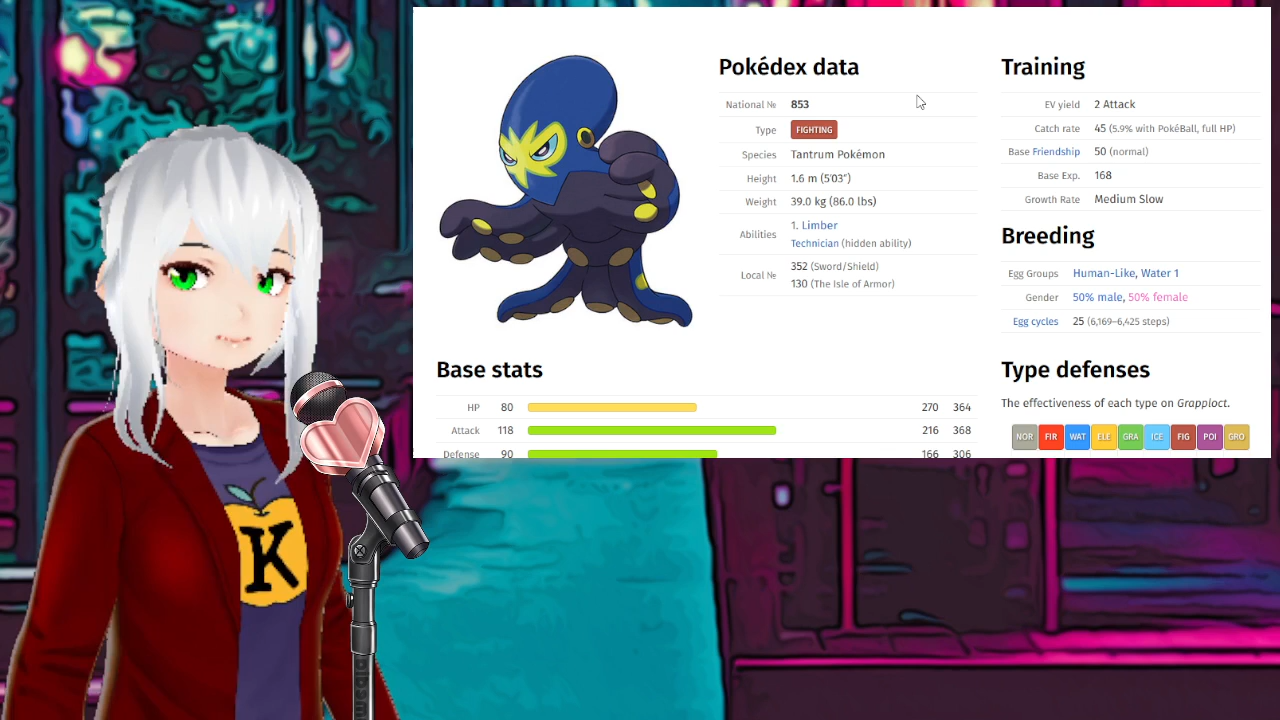 Pokédex data
National № 853
Type FIGHTING
Species Tantrum Pokémon
Height 1.6 m (5′03″)
Weight 39.0 kg (86.0 lbs)
Abilities 1. Limber
Technician (hidden ability)
Local № 352 (Sword/Shield)
130 (The Isle of Armor)
Training
EV yield 2 Attack
Catch rate 45 (5.9% with PokéBall, full HP)
Base Friendship 50 (normal)
Base Exp. 168
Growth Rate Medium Slow
Breeding
Egg Groups Human-Like, Water 1
Gender 50% male, 50% female
Egg cycles 25 (6,169–6,425 steps)
Base stats
HP 80 270 364
Attack 118 216 368
Defense 90 166 306
Type defenses
The effectiveness of each type on Grapploct.
NOR FIR WAT ELE GRA ICE FIG POI GRO
K